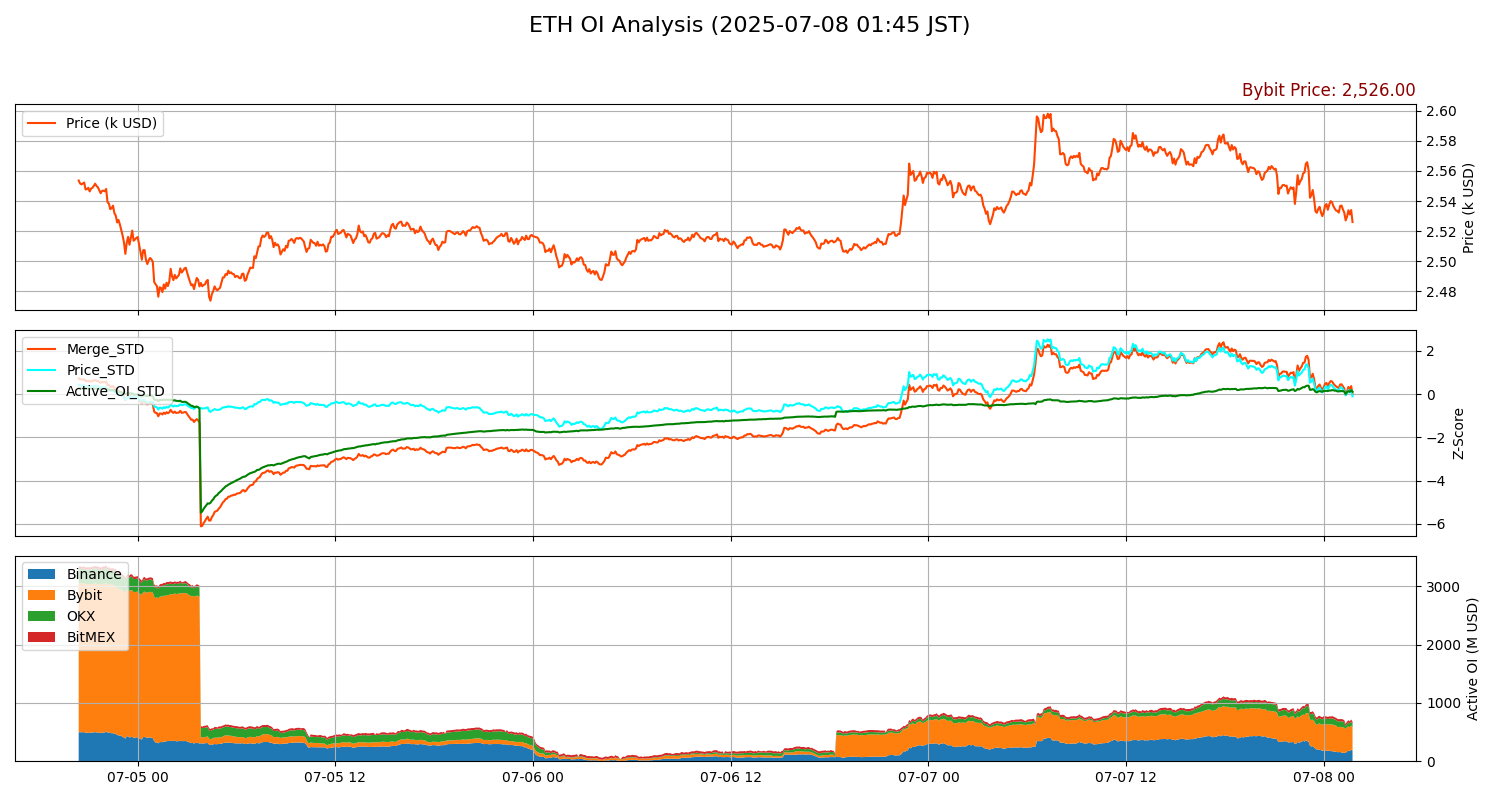 ETH OI Analysis (2025-07-08 01:45 JST)
Bybit Price: 2,526.00
Price (k USD)
2.60
2.58
2.56
2.54
2.52
2.50
2.48
Price (k USD)
Merge_STD
Price_STD
Active_OI_STD
2
0
−2
−4
−6
Z-Score
Binance
Bybit
OKX
BitMEX
3000
2000
1000
0
Active OI (M USD)
07-05 00
07-05 12
07-06 00
07-06 12
07-07 00
07-07 12
07-08 00